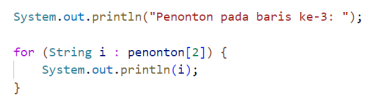 System.out.println("Penonton pada baris ke-3: ");
for (String i : penonton[2]) {
    System.out.println(i);
}